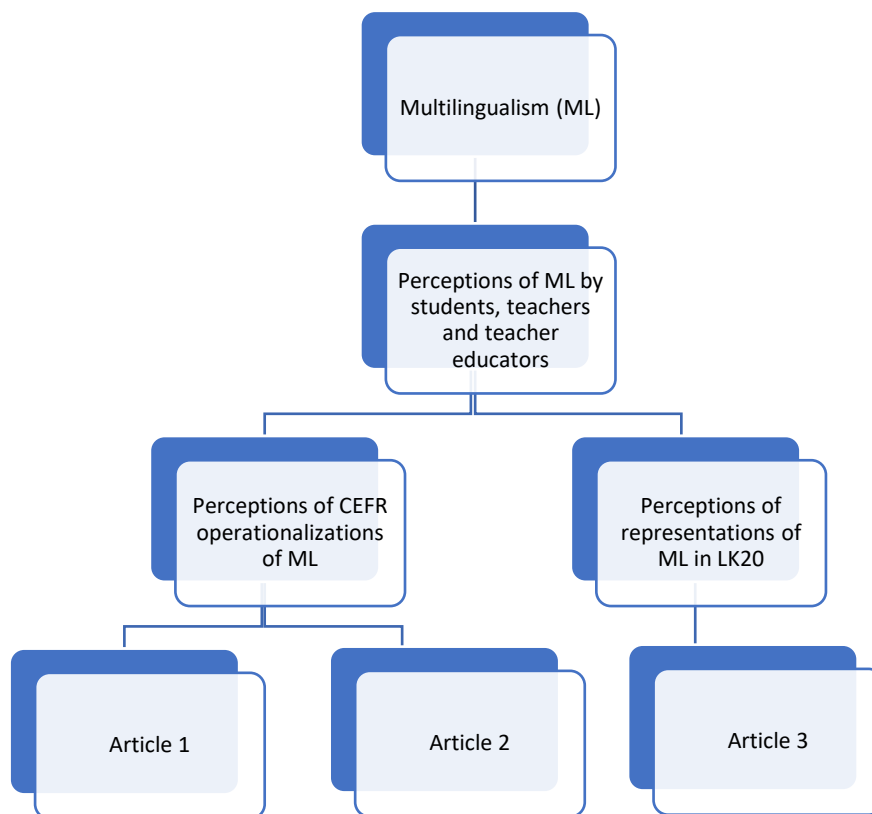 Multilingualism (ML)
Perceptions of ML by
students, teachers
and teacher
educators
Perceptions of CEFR
operationalizations
of ML
Perceptions of
representations of
ML in LK20
Article 1
Article 2
Article 3